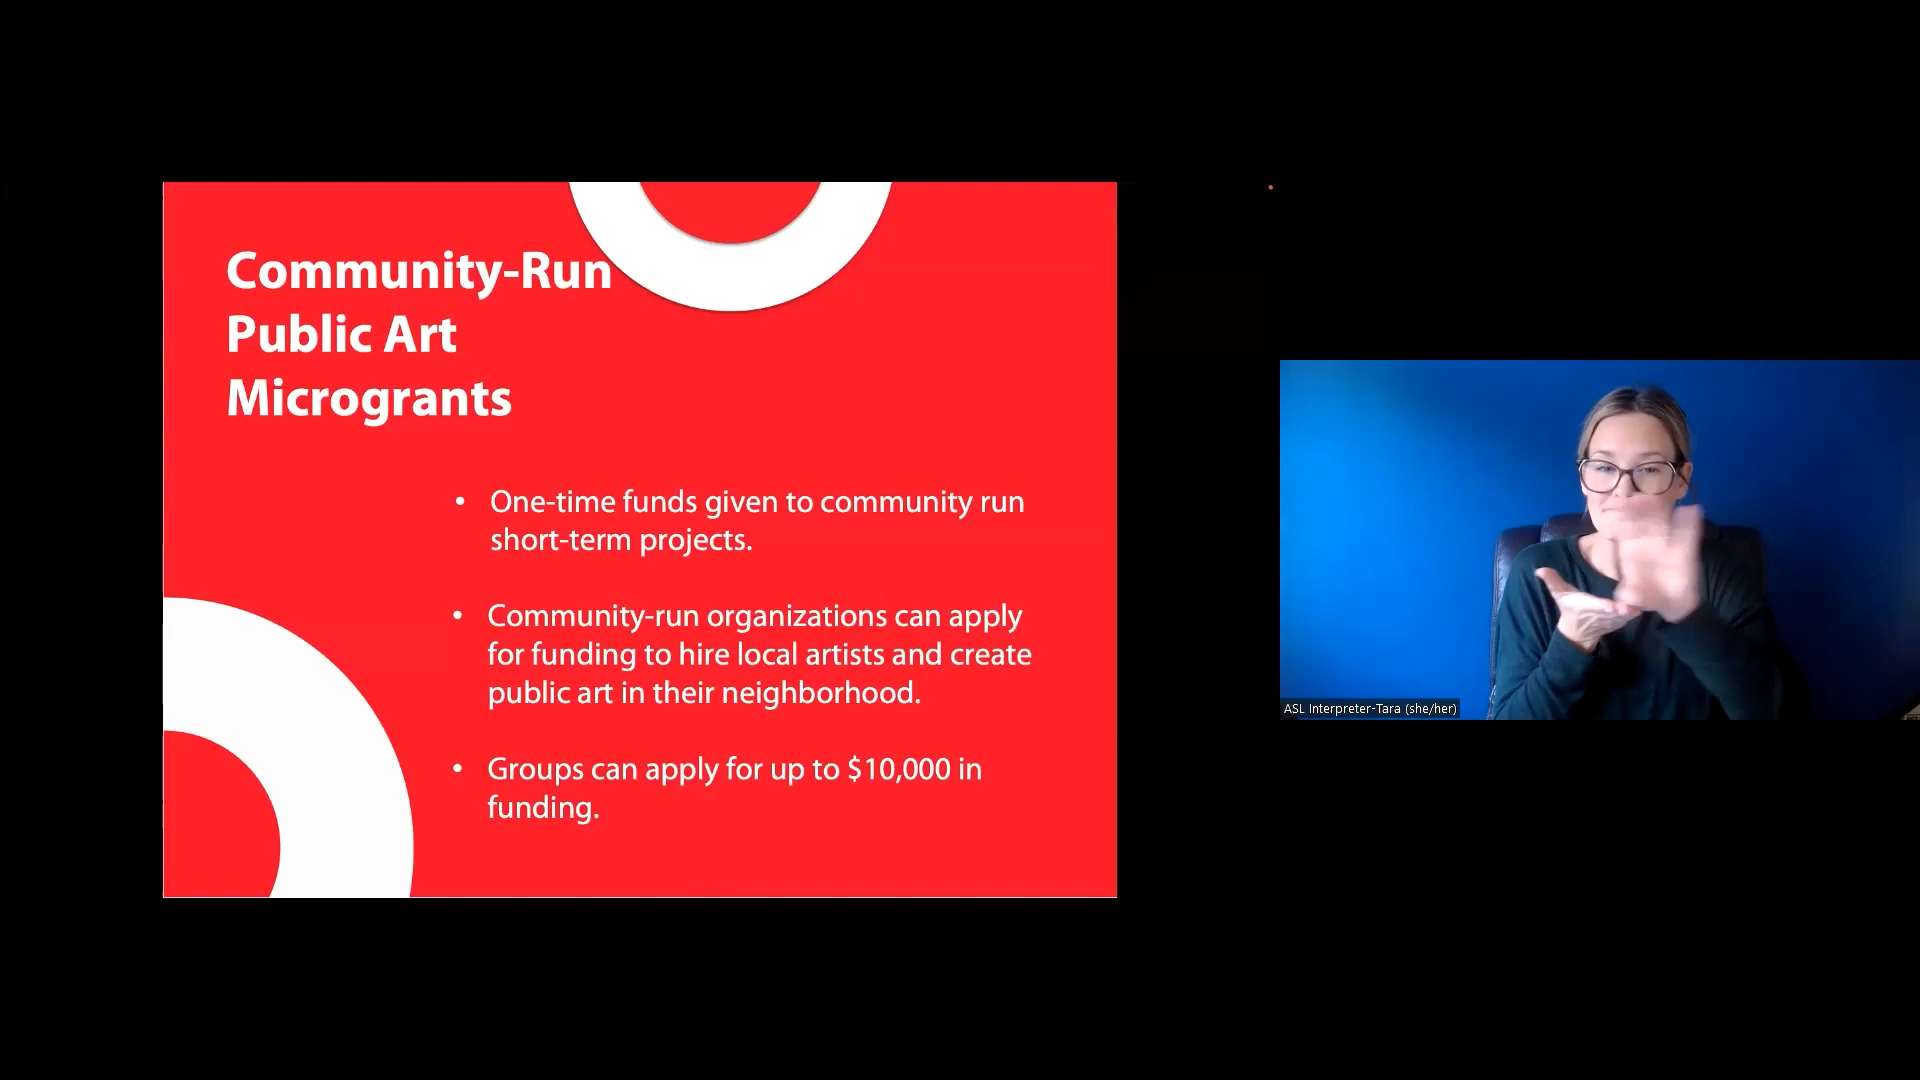 Community-Run
Public Art
Microgrants
• One-time funds given to community run
short-term projects.
• Community-run organizations can apply
for funding to hire local artists and create
public art in their neighborhood.
• Groups can apply for up to $10,000 in
funding.
ASL Interpreter-Tara (she/her)